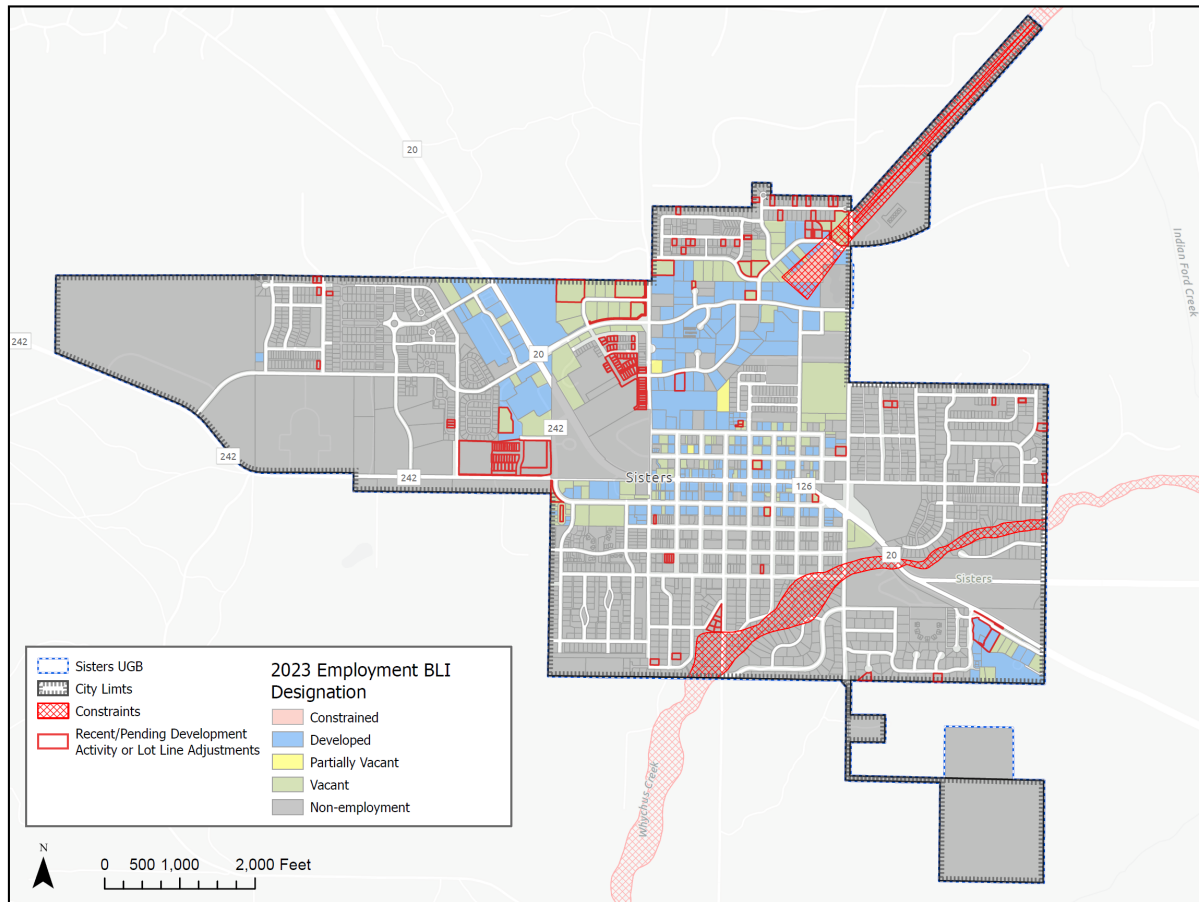 20
Indian Ford Creek
242
20
242
242
Sisters
126
242
20
Sisters
Whychus Creek
Sisters UGB
City Limts
Constraints
Recent/Pending Development
Activity or Lot Line Adjustments
2023 Employment BLI
Designation
Constrained
Developed
Partially Vacant
Vacant
Non-employment
N
0 500 1,000 2,000 Feet